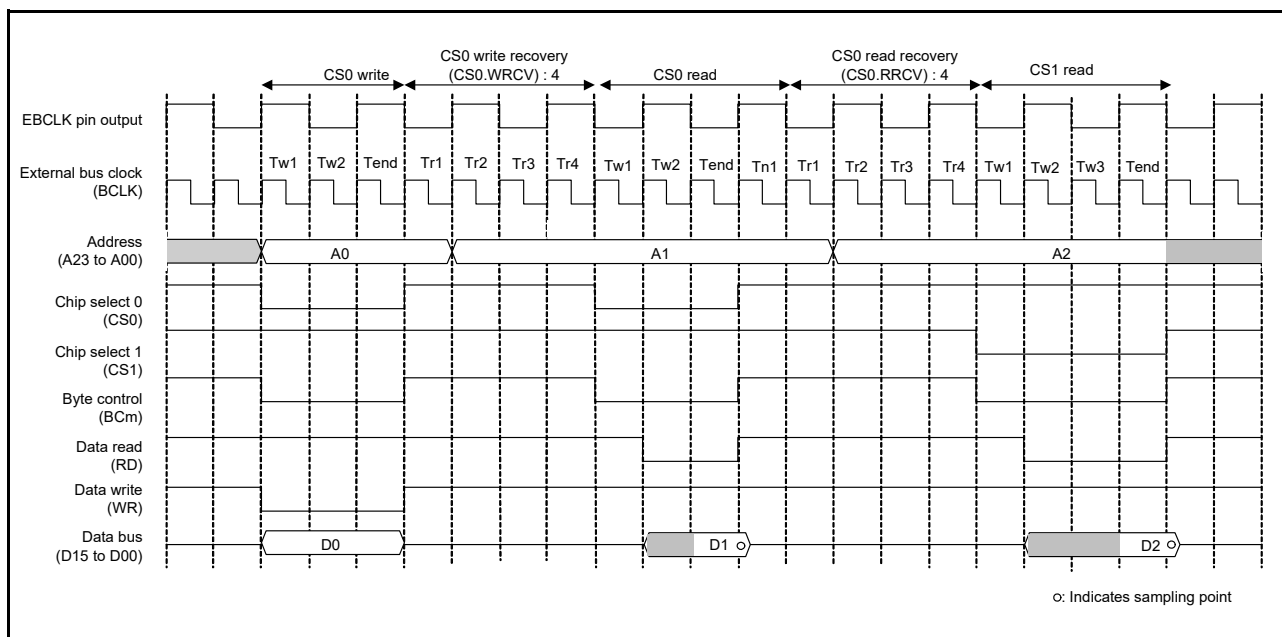 CS0 write
CS0 write recovery
(CS0.WRCV) : 4
CS0 read
CS0 read recovery
(CS0.RRCV) : 4
CS1 read
EBCLK pin output
External bus clock
(BCLK)
Tw1 Tw2 Tend Tr1 Tr2 Tr3 Tr4 Tw1 Tw2 Tend Tn1 Tr1 Tr2 Tr3 Tr4 Tw1 Tw2 Tw3 Tend
Address
(A23 to A00)
A0 A1 A2
Chip select 0
(CS0)
Chip select 1
(CS1)
Byte control
(BCm)
Data read
(RD)
Data write
(WR)
Data bus
(D15 to D00)
D0 D1 D2
o: Indicates sampling point